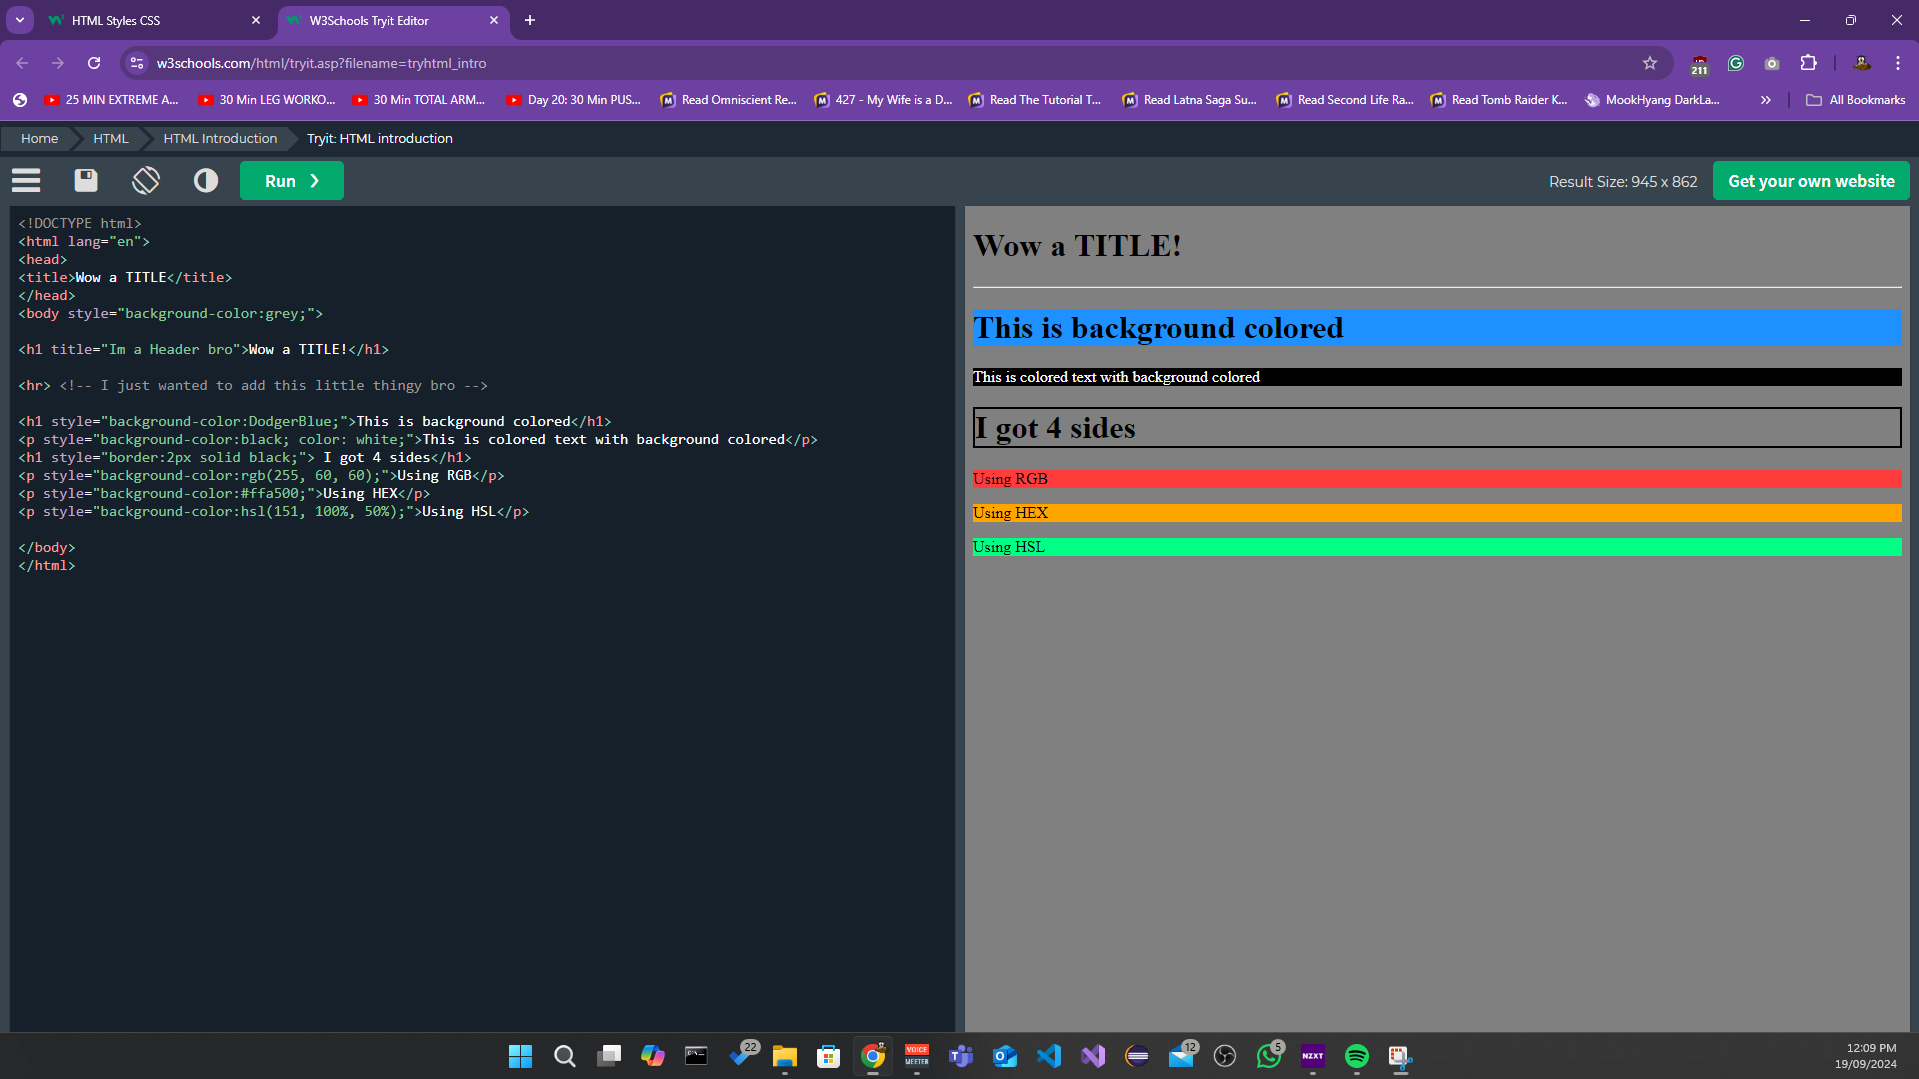 HTML Styles CSS
W3Schools Tryit Editor
w3schools.com/html/tryit.asp?filename=tryhtml_intro
211
25 MIN EXTREME A...
30 Min LEG WORKO...
30 Min TOTAL ARM...
Day 20: 30 Min PUS...
Read Omniscient Re...
427 - My Wife is a D...
Read The Tutorial T...
Read Latna Saga Su...
Read Second Life Ra...
Read Tomb Raider K...
MookHyang DarkLa...
All Bookmarks
Home
HTML
HTML Introduction
Tryit: HTML introduction
Run ❯
Result Size: 945 x 862
Get your own website
<!DOCTYPE html>
<html lang="en">
<head>
<title>Wow a TITLE</title>
</head>
<body style="background-color:grey;">
<h1 title="Im a Header bro">Wow a TITLE!</h1>
<hr> <!-- I just wanted to add this little thingy bro -->
<h1 style="background-color:DodgerBlue;">This is background colored</h1>
<p style="background-color:black; color: white;">This is colored text with background colored</p>
<h1 style="border:2px solid black;"> I got 4 sides</h1>
<p style="background-color:rgb(255, 60, 60);">Using RGB</p>
<p style="background-color:#ffa500;">Using HEX</p>
<p style="background-color:hsl(151, 100%, 50%);">Using HSL</p>
</body>
</html>
Wow a TITLE!
This is background colored
This is colored text with background colored
I got 4 sides
Using RGB
Using HEX
Using HSL
22
VOICE
MEETER
12
5
NZXT
12:09 PM
19/09/2024